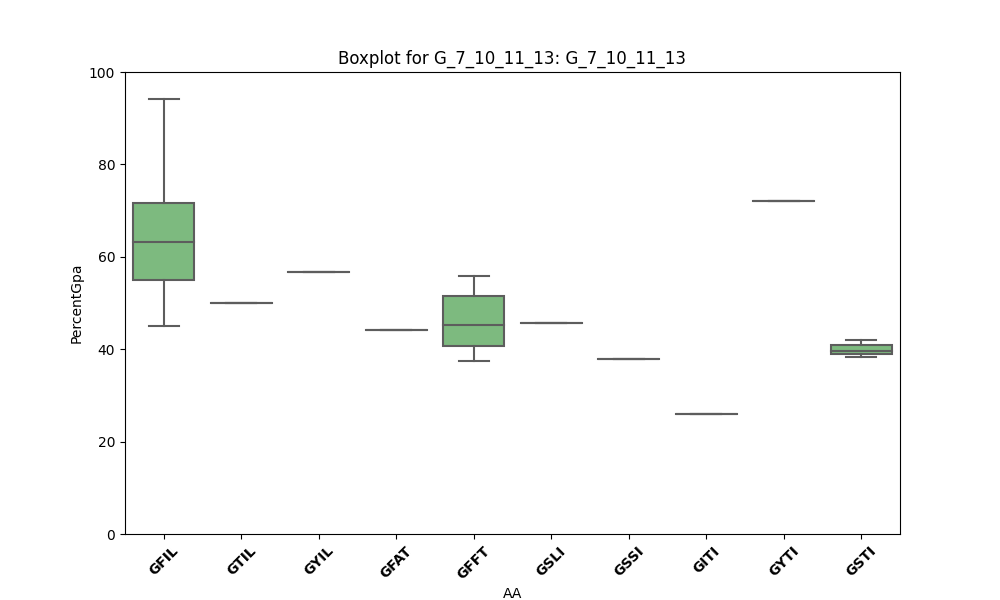 Boxplot for G_7_10_11_13: G_7_10_11_13
100
80
60
40
20
0
PercentGpa
GFIL GTIL GYIL GFAT GFFT GSLI GSSI GITI GYTI GSTI
AA